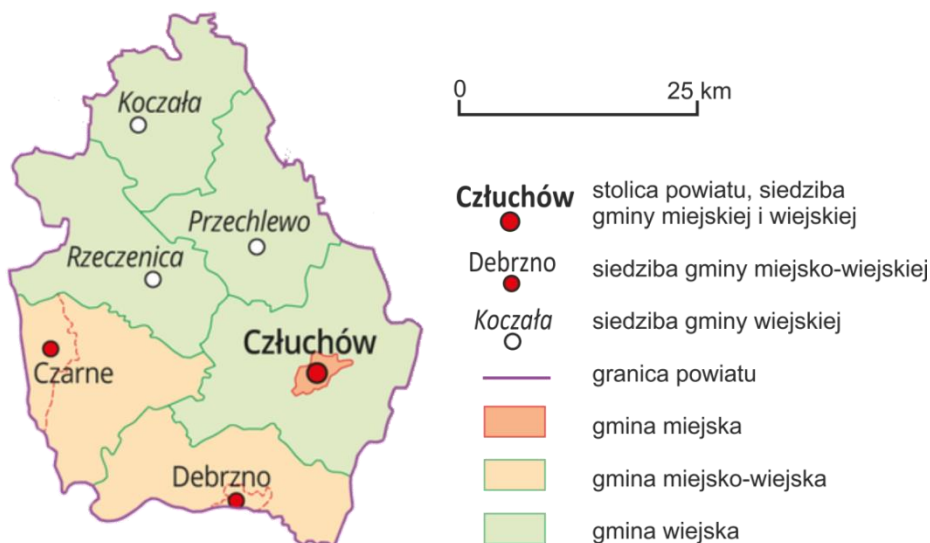 Koczała
Przechlewo
Rzeczenica
Człuchów
Czarne
Debrzno
0 25 km
Człuchów stolica powiatu, siedziba
gminy miejskiej i wiejskiej
Debrzno siedziba gminy miejsko-wiejskiej
Koczała siedziba gminy wiejskiej
granica powiatu
gmina miejska
gmina miejsko-wiejska
gmina wiejska